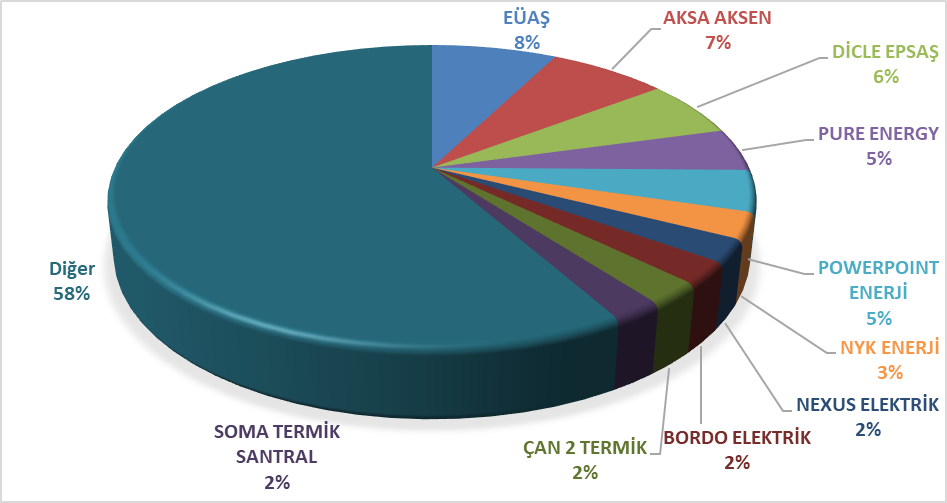 EÜAŞ
8%
AKSA AKSEN
7%
DİCLE EPSAŞ
6%
PURE ENERGY
5%
POWERPOINT
ENERJİ
5%
NYK ENERJİ
3%
NEXUS ELEKTRİK
2%
BORDO ELEKTRİK
2%
ÇAN 2 TERMİK
2%
SOMA TERMİK
SANTRAL
2%
Diğer
58%